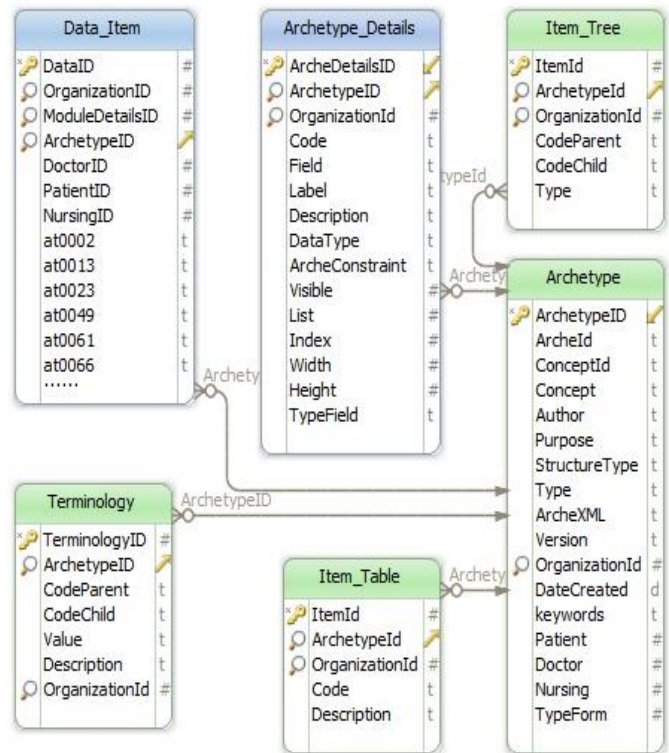 Data_Item
DataID #
OrganizationID #
ModuleDetailsID #
ArchetypeID
DoctorID #
PatientID #
NursingID #
at0002 t
at0013 t
at0023 t
at0049 t
at0061 t
at0066 t
......
Archetype_Details
ArcheDetailsID
ArchetypeID
OrganizationId #
Code t
Field t
Label t
Description t
DataType t
ArcheConstraint t
Visible #
List #
Index #
Width #
Height #
TypeField t
Item_Tree
ItemId #
ArchetypeId
OrganizationId #
CodeParent t
CodeChild t
Type t
typeId
Archety
Archety
Archetype
ArchetypeID
ArcheId t
ConceptId t
Concept t
Author t
Purpose t
StructureType t
Type t
ArcheXML t
Version t
OrganizationId #
DateCreated d
keywords t
Patient #
Doctor #
Nursing #
TypeForm #
Terminology
TerminologyID #
ArchetypeID
CodeParent t
CodeChild t
Value t
Description t
OrganizationId #
ArchetypeID
Item_Table
ItemId #
ArchetypeId
OrganizationId #
Code t
Description t
Archety